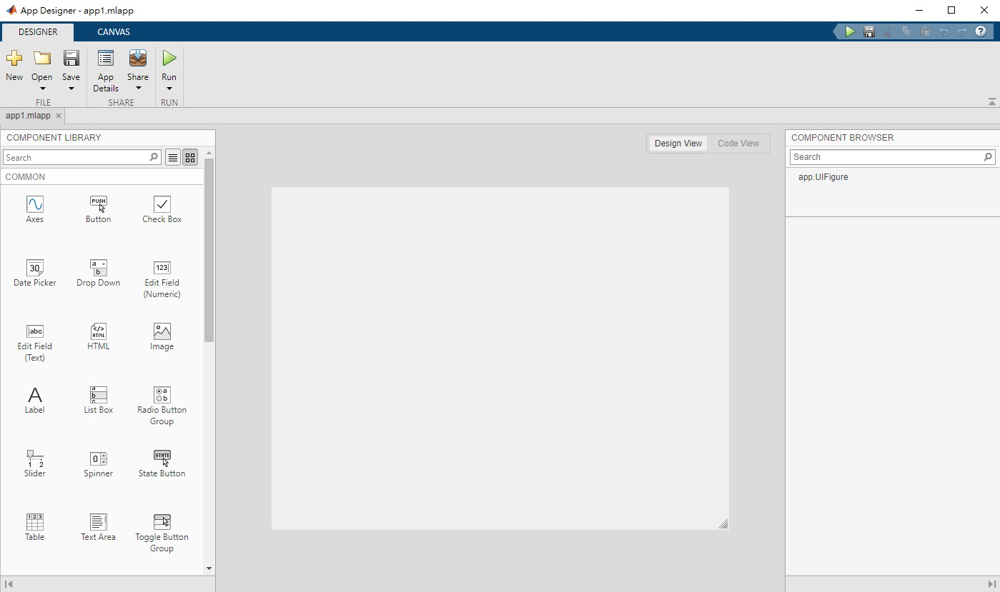 App Designer - app1.mlapp
DESIGNER CANVAS
New Open Save App Details Share Run
FILE SHARE RUN
app1.mlapp
COMPONENT LIBRARY
Search
COMMON
Axes
PUSH
Button
Check Box
30
Date Picker
a
b
Drop Down
123
Edit Field
(Numeric)
abc
Edit Field
(Text)
</>
HTML
HTML
Image
A
Label
a
b
c
List Box
a
b
Radio Button
Group
1 2
Slider
0
Spinner
STATE
State Button
1 2 3
Table
Text Area
Toggle Button
Group
Design View Code View
COMPONENT BROWSER
Search
app.UIFigure